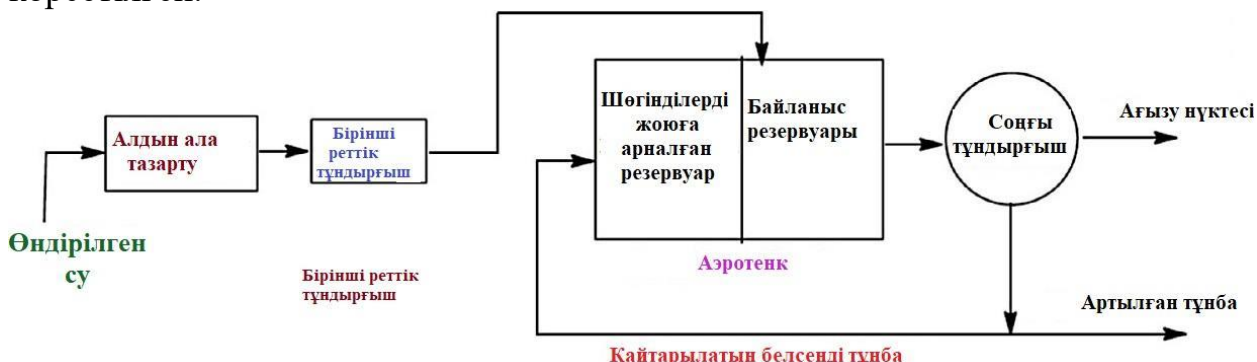 Алдын ала
тазарту
Бірінші
реттік
тұндырғыш
Шөгінділерді
жоюға
арналған
резервуар
Байланыс
резервуары
Соңғы
тұндырғыш
Ағызу нүктесі
Өндірілген
су
Бірінші реттік
тұндырғыш
Аэротенк
Артылған тұнба
Қайтарылатын белсенді тұнба